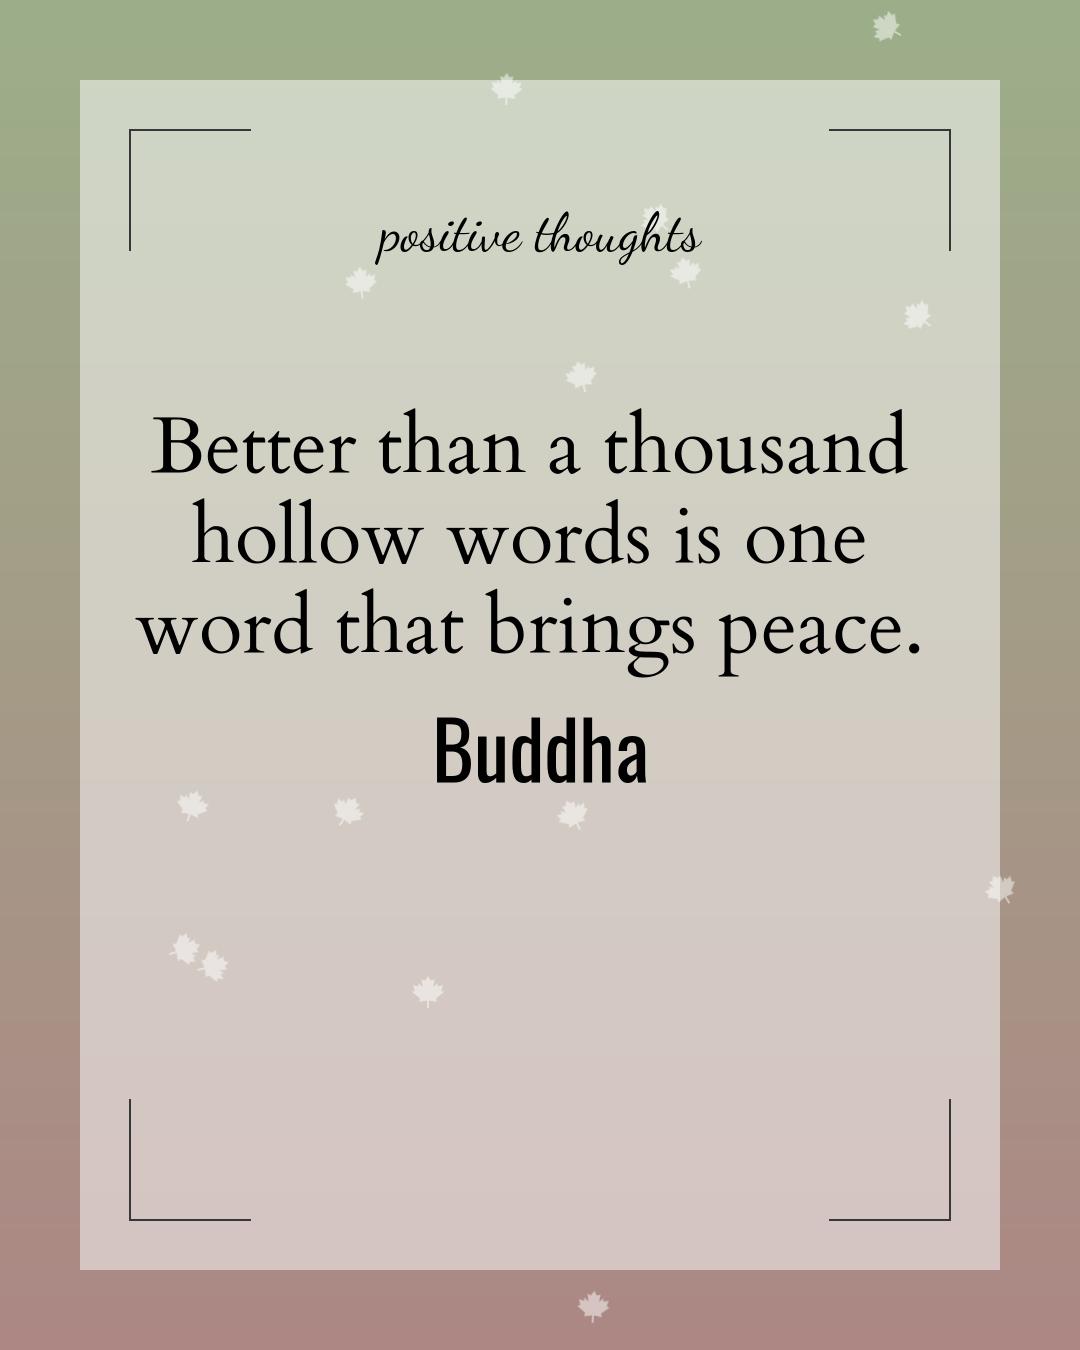 positive thoughts
Better than a thousand
hollow words is one
word that brings peace.
Buddha